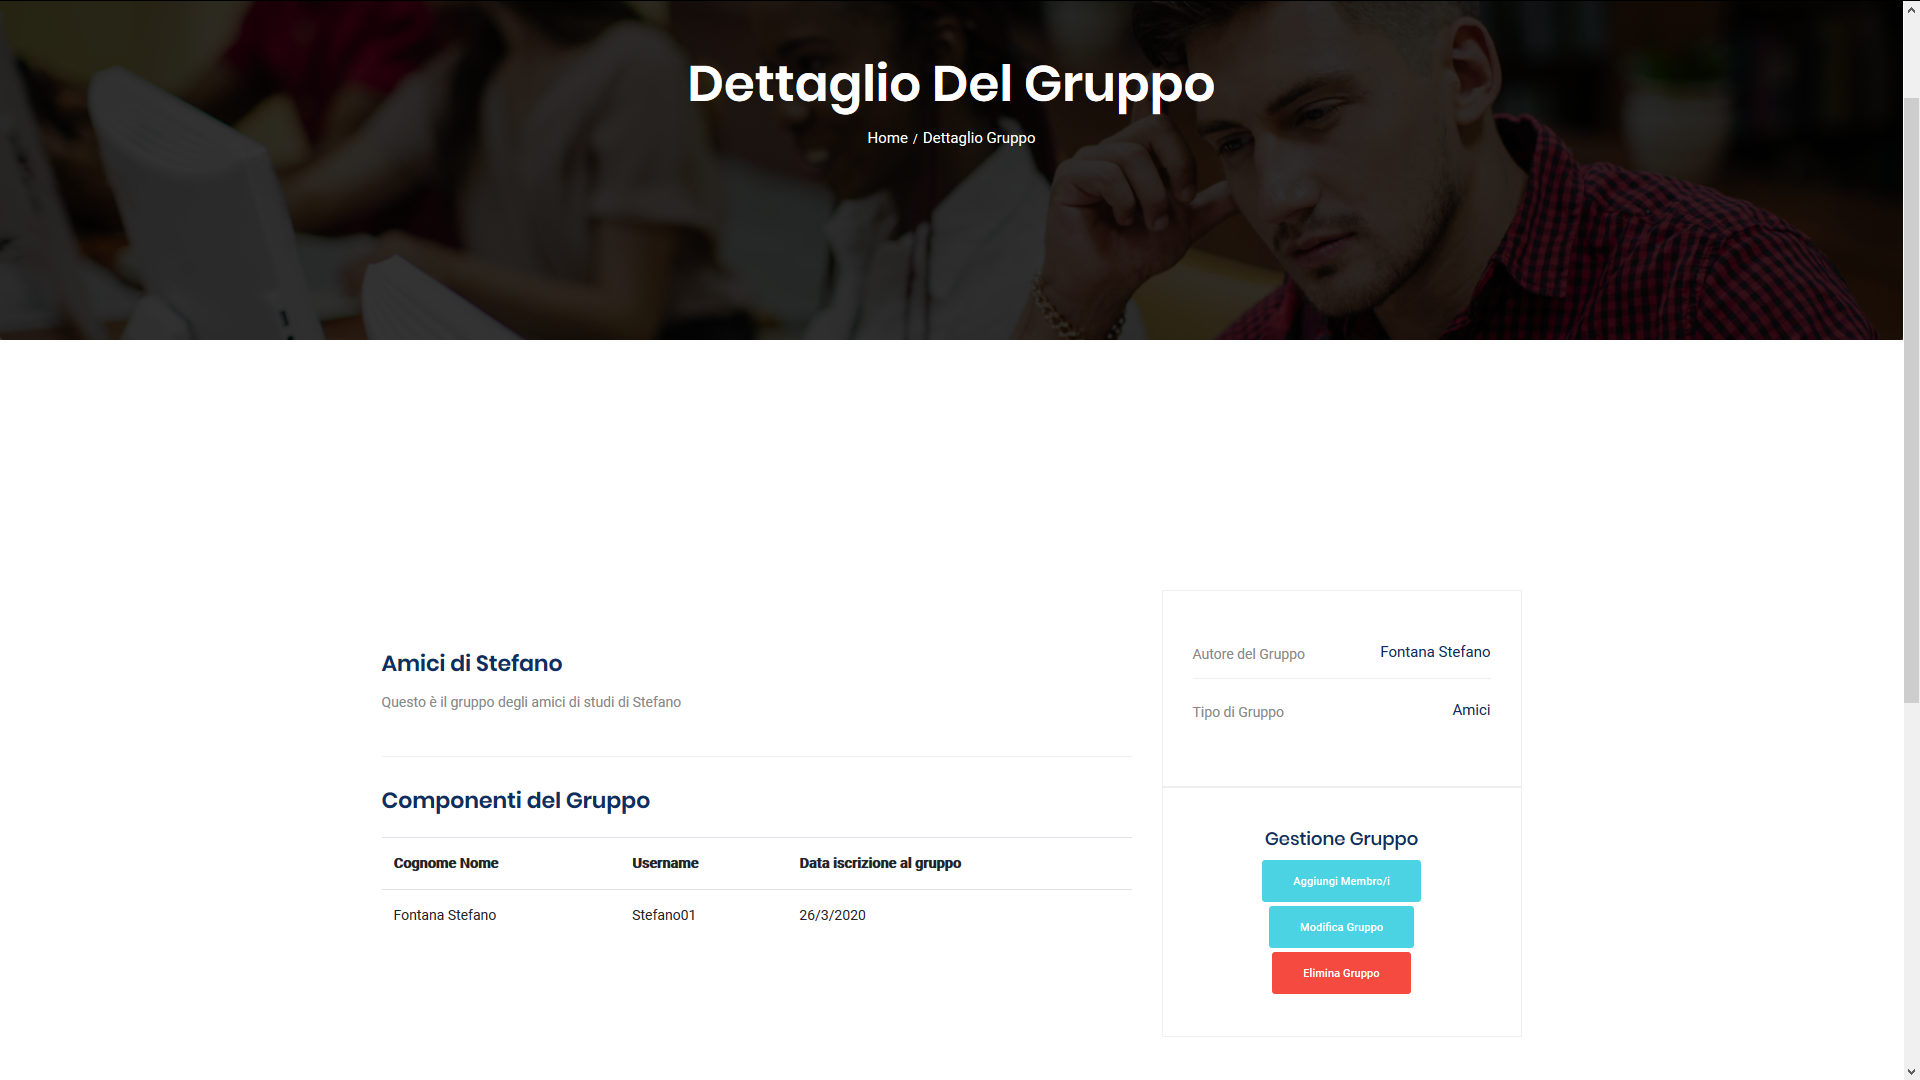 Dettaglio Del Gruppo
Home / Dettaglio Gruppo
Amici di Stefano
Questo è il gruppo degli amici di studi di Stefano
Componenti del Gruppo
Cognome Nome Username Data iscrizione al gruppo
Fontana Stefano Stefano01 26/3/2020
Autore del Gruppo Fontana Stefano
Tipo di Gruppo Amici
Gestione Gruppo
Aggiungi Membro/i
Modifica Gruppo
Elimina Gruppo